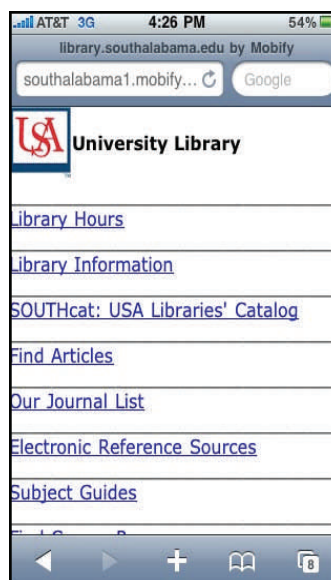 AT&T 3G 4:26 PM 54%
library.southalabama.edu by Mobify
southalabama1.mobify... Google
USA University Library
TM
Library Hours
Library Information
SOUTHcat: USA Libraries' Catalog
Find Articles
Our Journal List
Electronic Reference Sources
Subject Guides
8